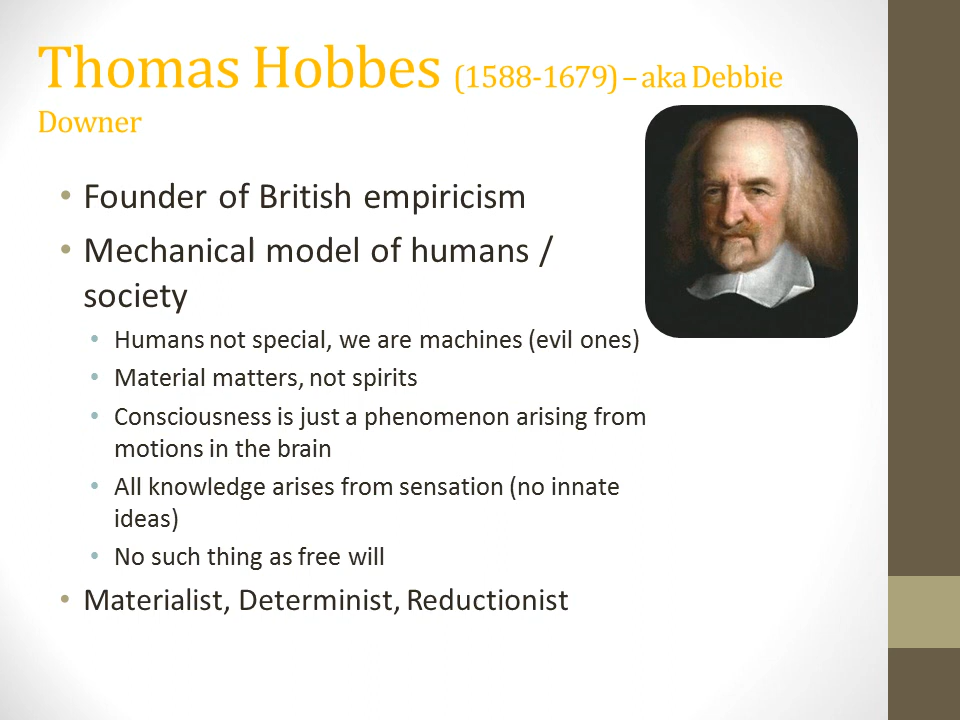 Thomas Hobbes (1588-1679) – aka Debbie
Downer
• Founder of British empiricism
• Mechanical model of humans /
society
• Humans not special, we are machines (evil ones)
• Material matters, not spirits
• Consciousness is just a phenomenon arising from
motions in the brain
• All knowledge arises from sensation (no innate
ideas)
• No such thing as free will
• Materialist, Determinist, Reductionist